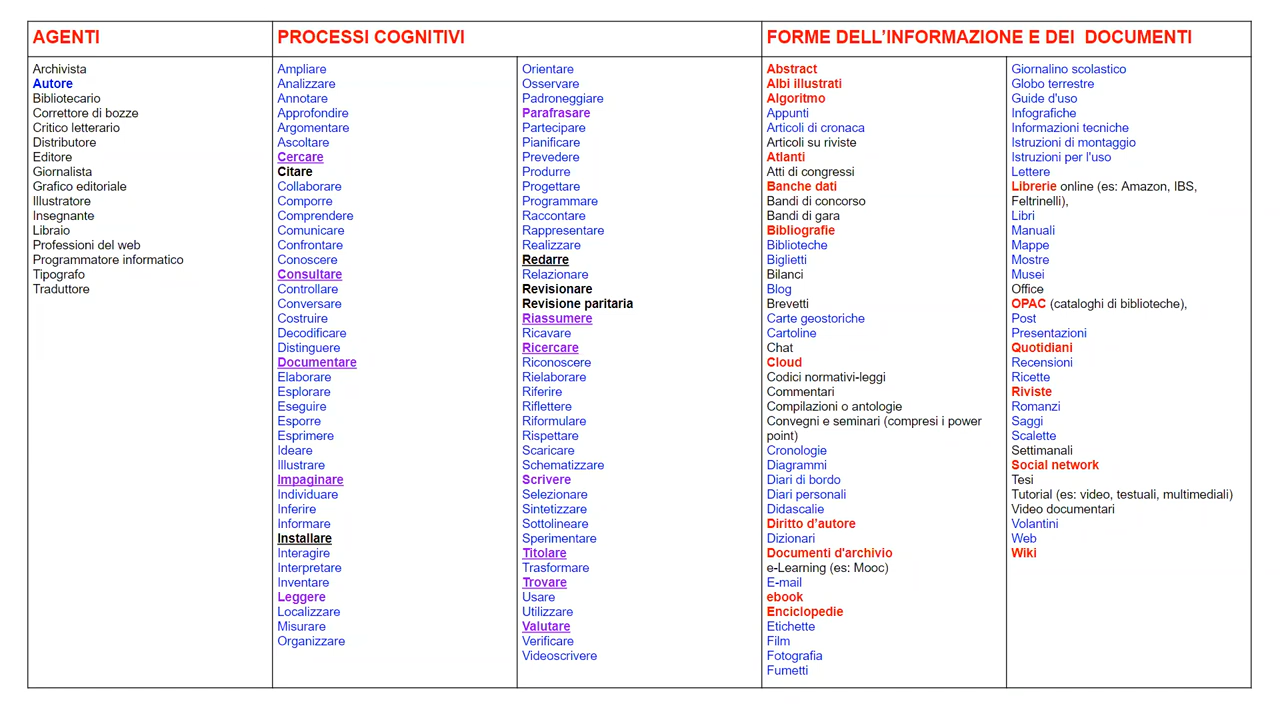 AGENTI
PROCESSI COGNITIVI
FORME DELL’INFORMAZIONE E DEI DOCUMENTI
Archivista
Autore
Bibliotecario
Correttore di bozze
Critico letterario
Distributore
Editore
Giornalista
Grafico editoriale
Illustratore
Insegnante
Libraio
Professioni del web
Programmatore informatico
Tipografo
Traduttore
Ampliare
Analizzare
Annotare
Approfondire
Argomentare
Ascoltare
Cercare
Citare
Collaborare
Comporre
Comprendere
Comunicare
Confrontare
Conoscere
Consultare
Controllare
Conversare
Costruire
Decodificare
Distinguere
Documentare
Elaborare
Esplorare
Eseguire
Esporre
Esprimere
Ideare
Illustrare
Impaginare
Individuare
Inferire
Informare
Installare
Interagire
Interpretare
Inventare
Leggere
Localizzare
Misurare
Organizzare
Orientare
Osservare
Padroneggiare
Parafrasare
Partecipare
Pianificare
Prevedere
Produrre
Progettare
Programmare
Raccontare
Rappresentare
Realizzare
Redarre
Relazionare
Revisionare
Revisione paritaria
Riassumere
Ricavare
Ricercare
Riconoscere
Rielaborare
Riferire
Riflettere
Riformulare
Rispettare
Scaricare
Schematizzare
Scrivere
Selezionare
Sintetizzare
Sottolineare
Sperimentare
Titolare
Trasformare
Trovare
Usare
Utilizzare
Valutare
Verificare
Videoscrivere
Abstract
Albi illustrati
Algoritmo
Appunti
Articoli di cronaca
Articoli su riviste
Atlanti
Atti di congressi
Banche dati
Bandi di concorso
Bandi di gara
Bibliografie
Biblioteche
Biglietti
Bilanci
Blog
Brevetti
Carte geostoriche
Cartoline
Chat
Cloud
Codici normativi-leggi
Commentari
Compilazioni o antologie
Convegni e seminari (compresi i power
point)
Cronologie
Diagrammi
Diari di bordo
Diari personali
Didascalie
Diritto d’autore
Dizionari
Documenti d'archivio
e-Learning (es: Mooc)
E-mail
ebook
Enciclopedie
Etichette
Film
Fotografia
Fumetti
Giornalino scolastico
Globo terrestre
Guide d'uso
Infografiche
Informazioni tecniche
Istruzioni di montaggio
Istruzioni per l'uso
Lettere
Librerie online (es: Amazon, IBS,
Feltrinelli),
Libri
Manuali
Mappe
Mostre
Musei
Office
OPAC (cataloghi di biblioteche),
Post
Presentazioni
Quotidiani
Recensioni
Ricette
Riviste
Romanzi
Saggi
Scalette
Settimanali
Social network
Tesi
Tutorial (es: video, testuali, multimediali)
Video documentari
Volantini
Web
Wiki